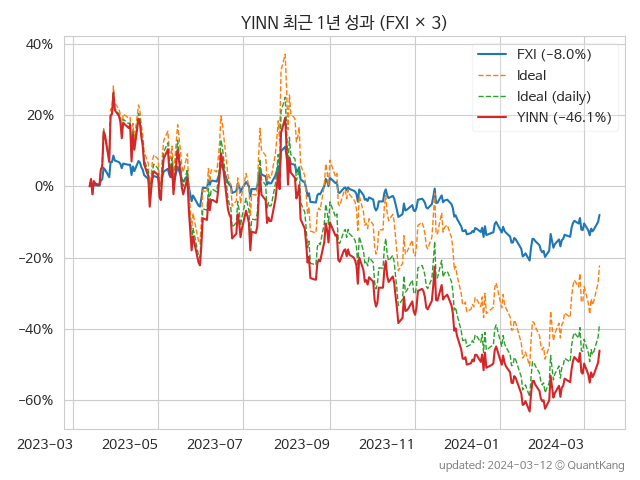 YINN 최근 1년 성과 (FXI × 3)
FXI (−8.0%)
Ideal
Ideal (daily)
YINN (−46.1%)
40%
20%
0%
−20%
−40%
−60%
2023-03
2023-05
2023-07
2023-09
2023-11
2024-01
2024-03
updated: 2024-03-12 © QuantKang